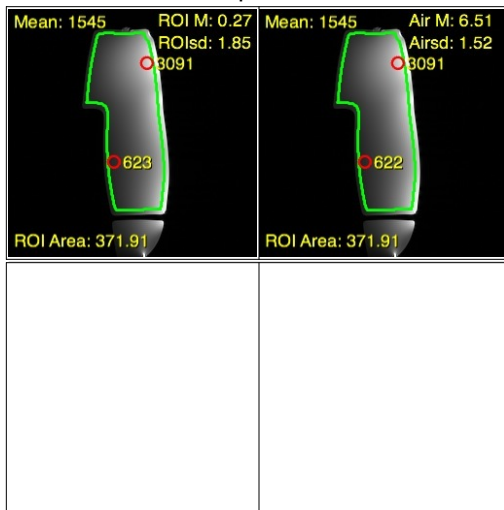 Mean: 1545 ROI M: 0.27
ROIsd: 1.85
3091
623
ROI Area: 371.91
Mean: 1545 Air M: 6.51
Airsd: 1.52
3091
622
ROI Area: 371.91